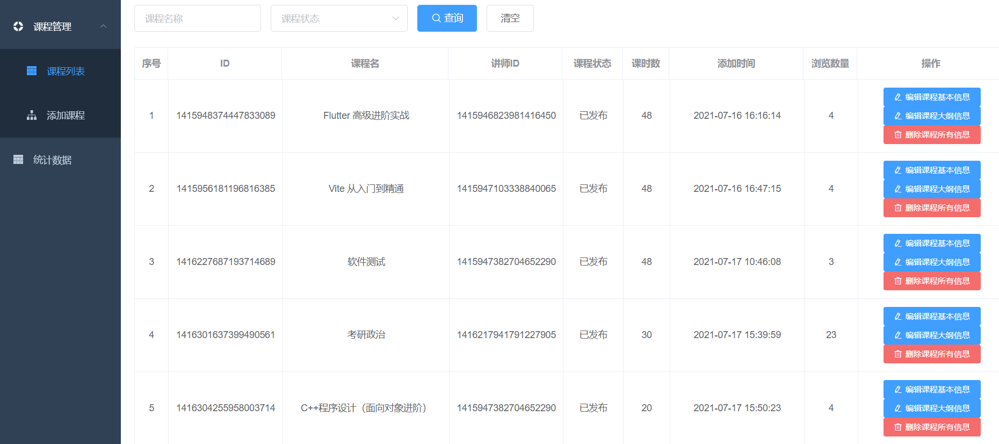 课程管理
课程列表
添加课程
统计数据
课程名称 课程状态 查询 清空
序号 ID 课程名 讲师ID 课程状态 课时数 添加时间 浏览数量 操作
1 1415948374447833089 Flutter 高级进阶实战 1415946823981416450 已发布 48 2021-07-16 16:16:14 4
编辑课程基本信息
编辑课程大纲信息
删除课程所有信息
2 1415956181196816385 Vite 从入门到精通 1415947103338840065 已发布 48 2021-07-16 16:47:15 4
编辑课程基本信息
编辑课程大纲信息
删除课程所有信息
3 1416227687193714689 软件测试 1415947382704652290 已发布 48 2021-07-17 10:46:08 3
编辑课程基本信息
编辑课程大纲信息
删除课程所有信息
4 1416301637399490561 考研政治 1416217941791227905 已发布 30 2021-07-17 15:39:59 23
编辑课程基本信息
编辑课程大纲信息
删除课程所有信息
5 1416304255958003714 C++程序设计（面向对象进阶） 1415947382704652290 已发布 20 2021-07-17 15:50:23 4
编辑课程基本信息
编辑课程大纲信息
删除课程所有信息